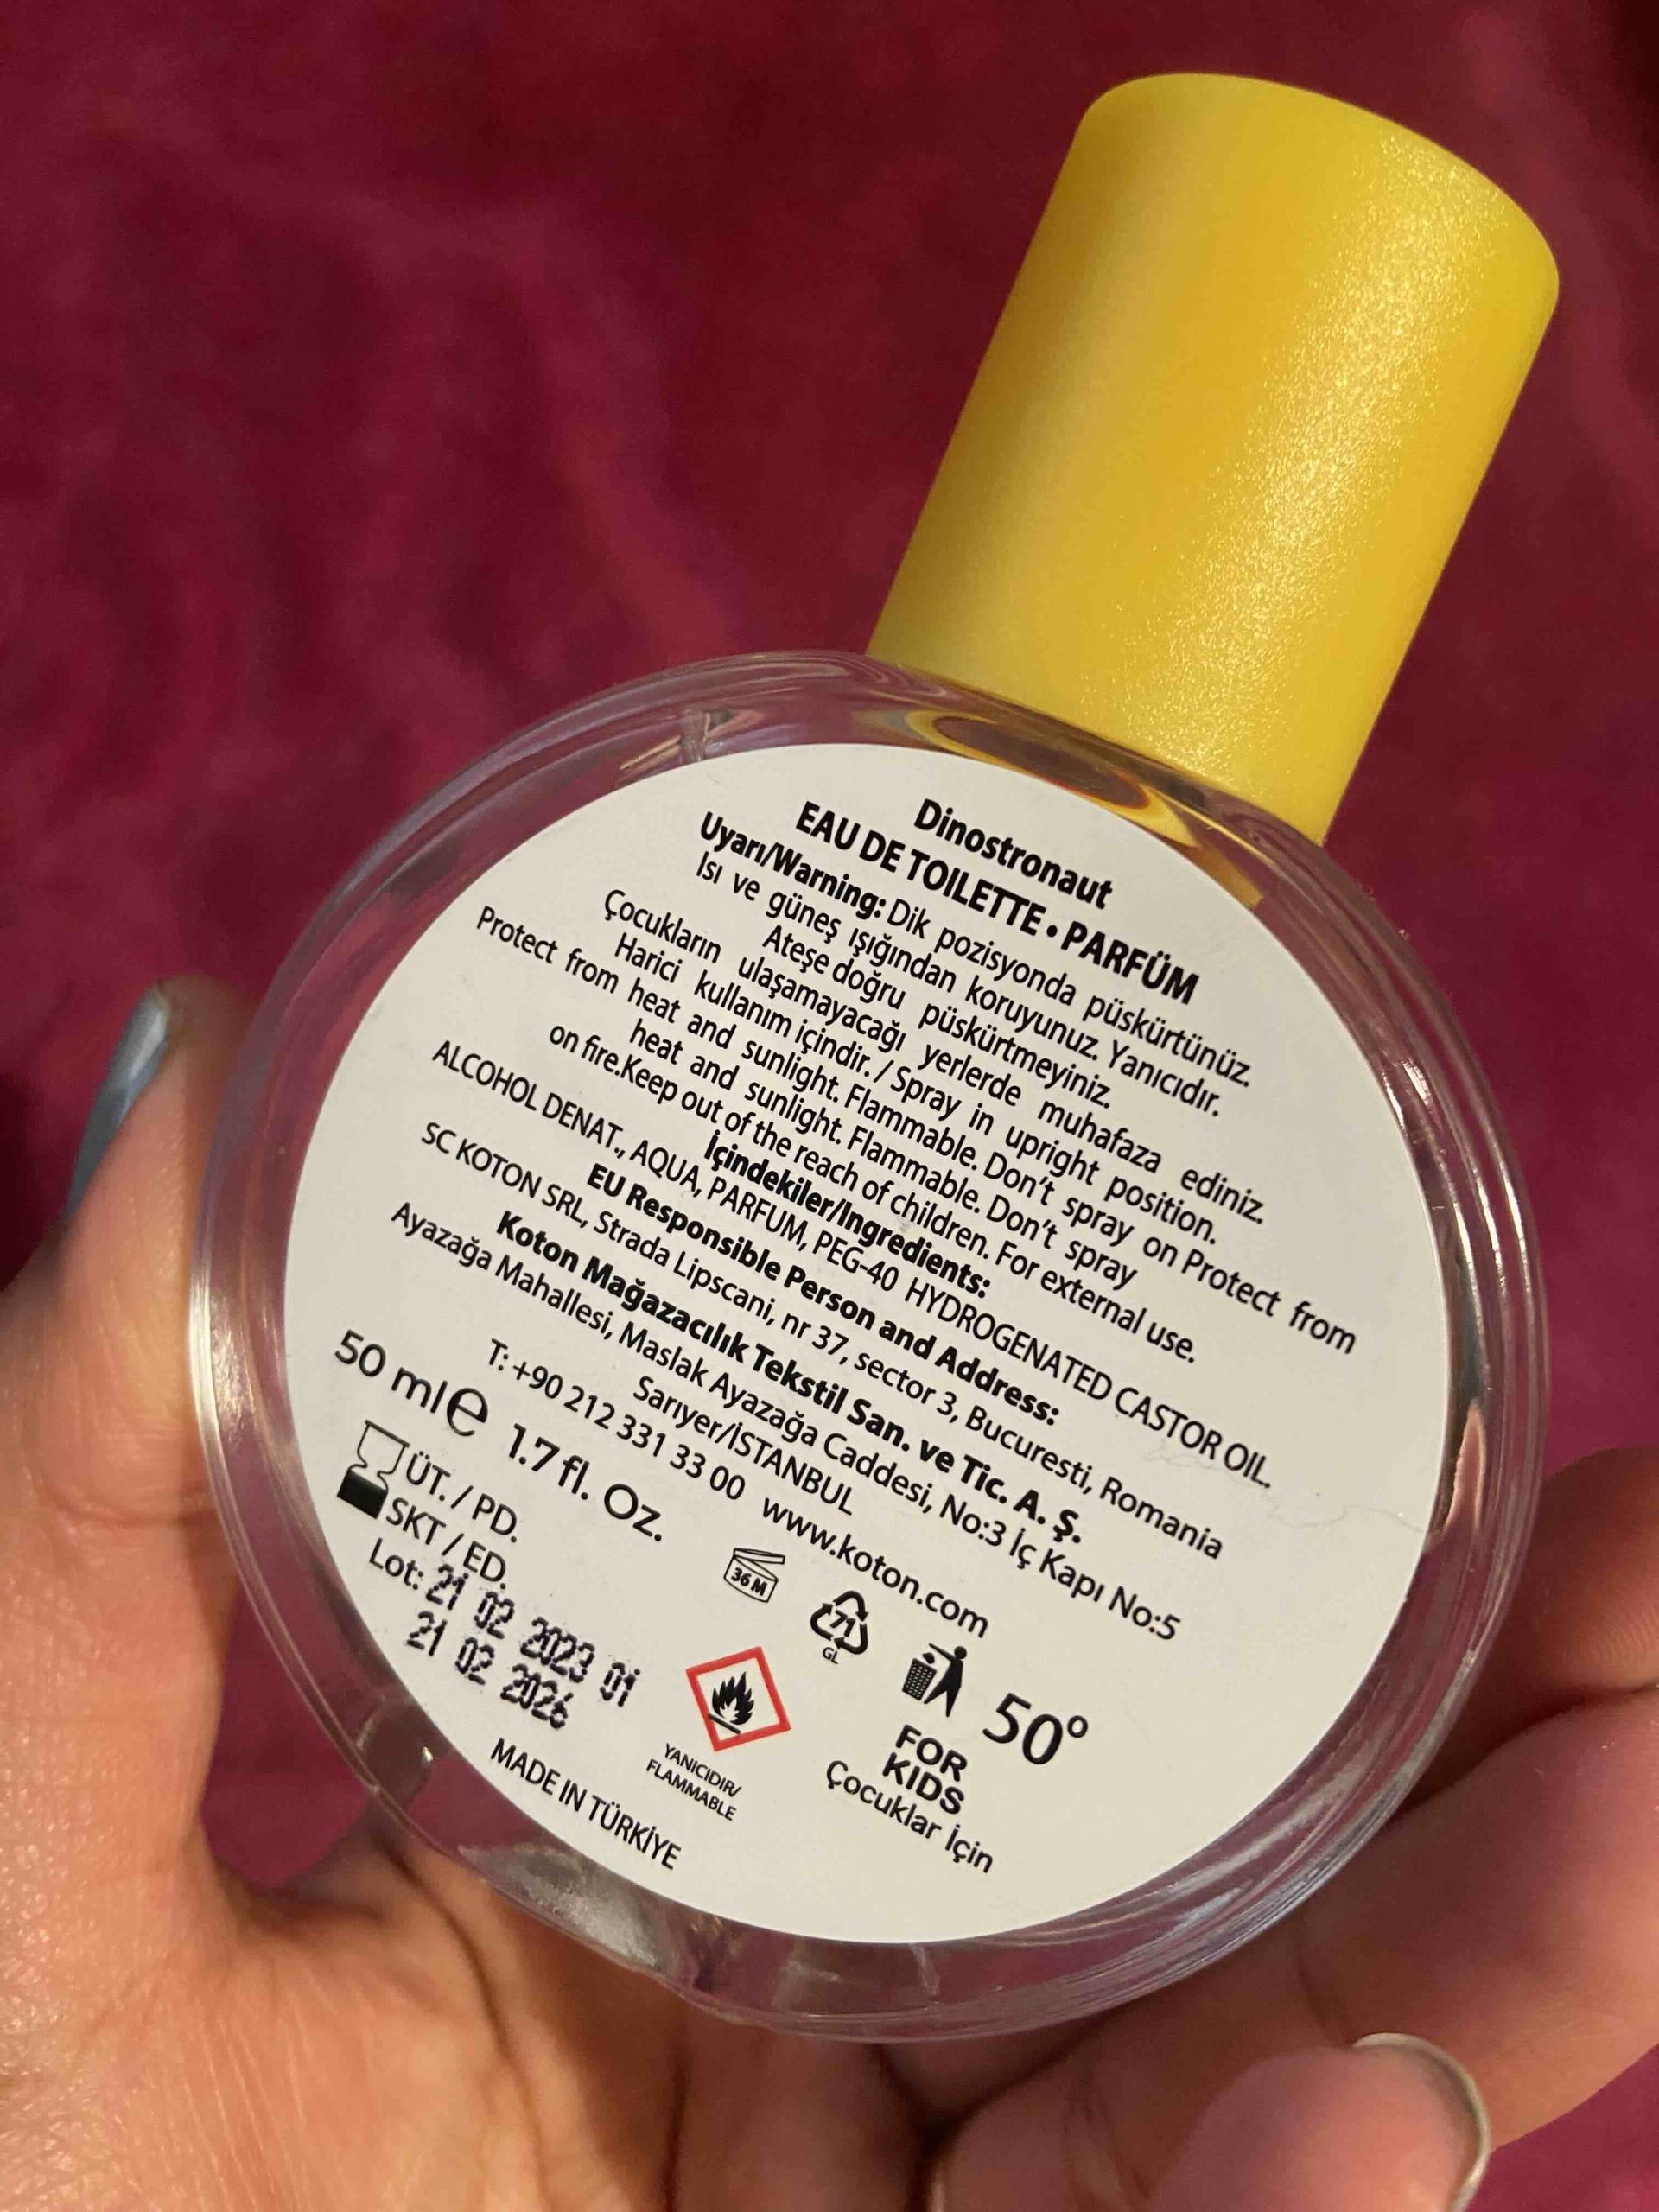 Dinostronaut
EAU DE TOILETTE • PARFÜM
Uyarı/Warning: Dik pozisyonda püskürtünüz.
Isı ve güneş ışığından koruyunuz. Yanıcıdır.
Ateşe doğru püskürtmeyiniz.
Çocukların ulaşamayacağı yerlerde muhafaza ediniz.
Harici kullanım içindir. / Spray in upright position.
Protect from heat and sunlight. Flammable. Don't spray on Protect from
heat and sunlight. Flammable. Don't spray
on fire.Keep out of the reach of children. For external use.
İçindekiler/Ingredients:
ALCOHOL DENAT., AQUA, PARFUM, PEG-40 HYDROGENATED CASTOR OIL.
EU Responsible Person and Address:
SC KOTON SRL, Strada Lipscani, nr 37, sector 3, Bucuresti, Romania
Koton Mağazacılık Tekstil San. ve Tic. A. Ş.
Ayazağa Mahallesi, Maslak Ayazağa Caddesi, No:3 İç Kapı No:5
Sarıyer/İSTANBUL
T: +90 212 331 33 00 www.koton.com
50 ml e 1.7 fl. Oz.
36 M
71
GL
50°
ÜT. / PD.
SKT / ED.
Lot: 21 02 2023 01
21 02 2026
YANICIDIR/
FLAMMABLE
FOR
KIDS
Çocuklar İçin
MADE IN TÜRKİYE